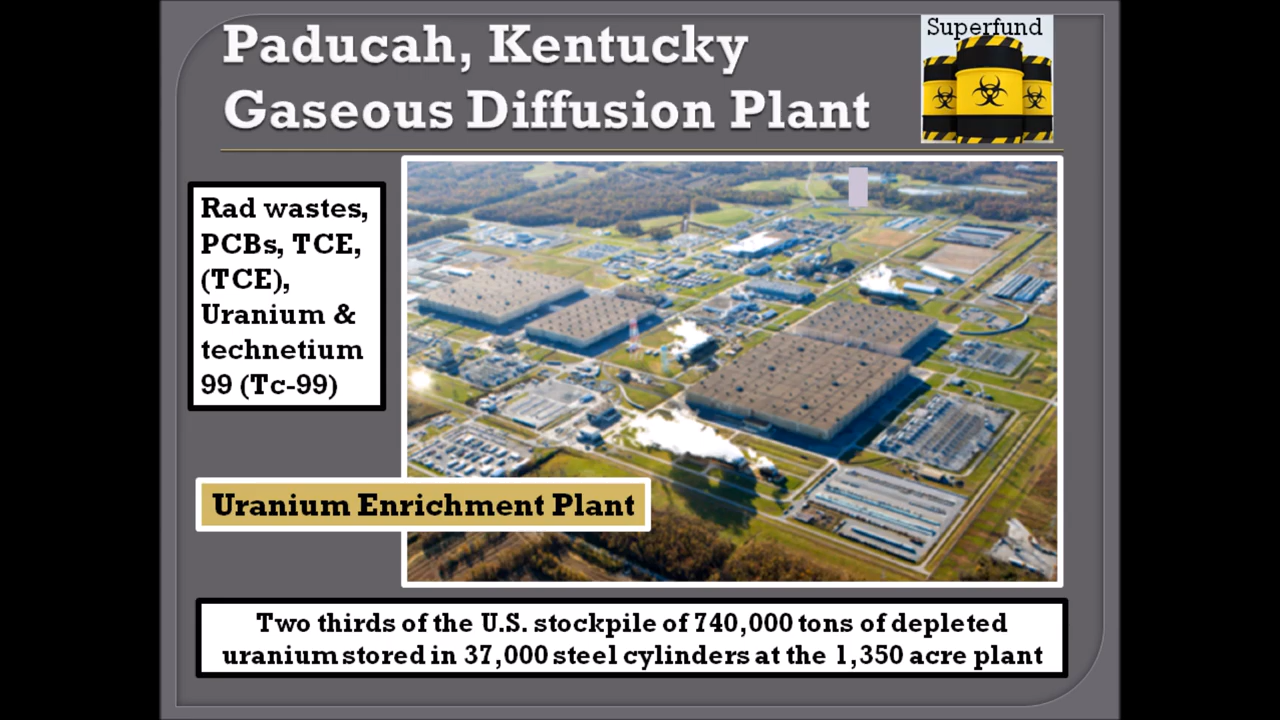 Paducah, Kentucky
Gaseous Diffusion Plant
Superfund
Rad wastes,
PCBs, TCE,
(TCE),
Uranium &
technetium
99 (Tc-99)
Uranium Enrichment Plant
Two thirds of the U.S. stockpile of 740,000 tons of depleted
uranium stored in 37,000 steel cylinders at the 1,350 acre plant